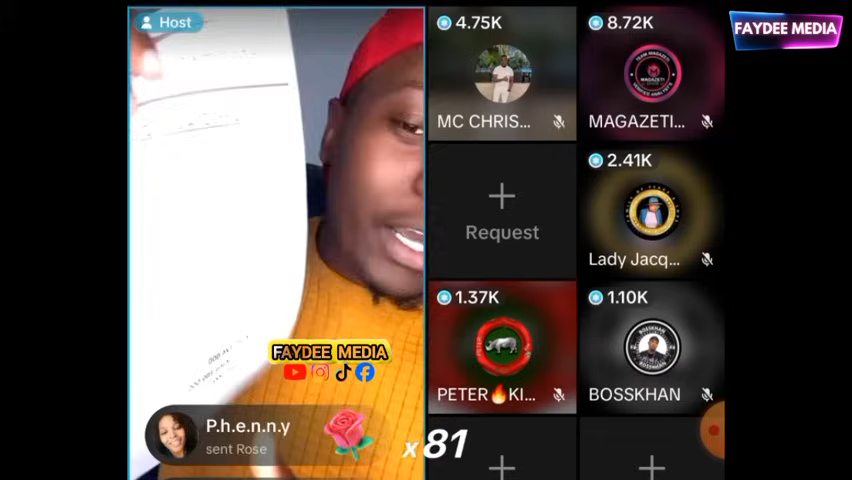 Host
4.75K
MC CHRIS...
8.72K
MAGAZETI...
FAYDEE MEDIA
Request
2.41K
Lady Jacq...
1.37K
PETER🔥KI...
1.10K
BOSSKHAN
FAYDEE MEDIA
P.h.e.n.n.y
sent Rose
x81